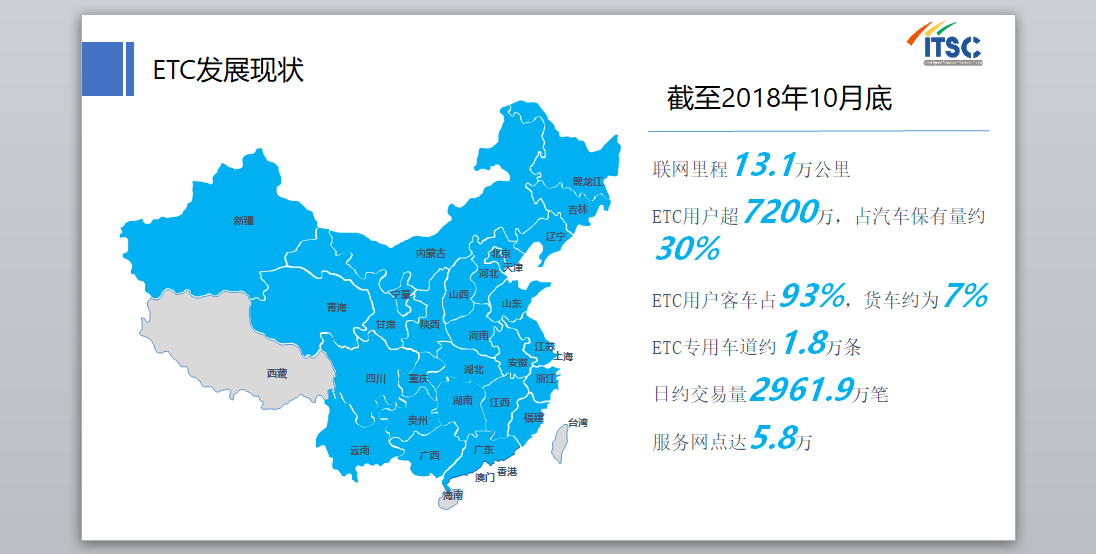 ITSC
ETC发展现状
截至2018年10月底
联网里程13.1万公里
ETC用户超7200万，占汽车保有量约
30%
ETC用户客车占93%，货车约为7%
ETC专用车道约1.8万条
日约交易量2961.9万笔
服务网点达5.8万
黑龙江
吉林
新疆
辽宁
内蒙古
北京
天津
河北
宁夏
山西
山东
青海
甘肃
陕西
河南
江苏
上海
安徽
西藏
四川
重庆
湖北
浙江
湖南
江西
贵州
福建
台湾
云南
广西
广东
香港
澳门
海南